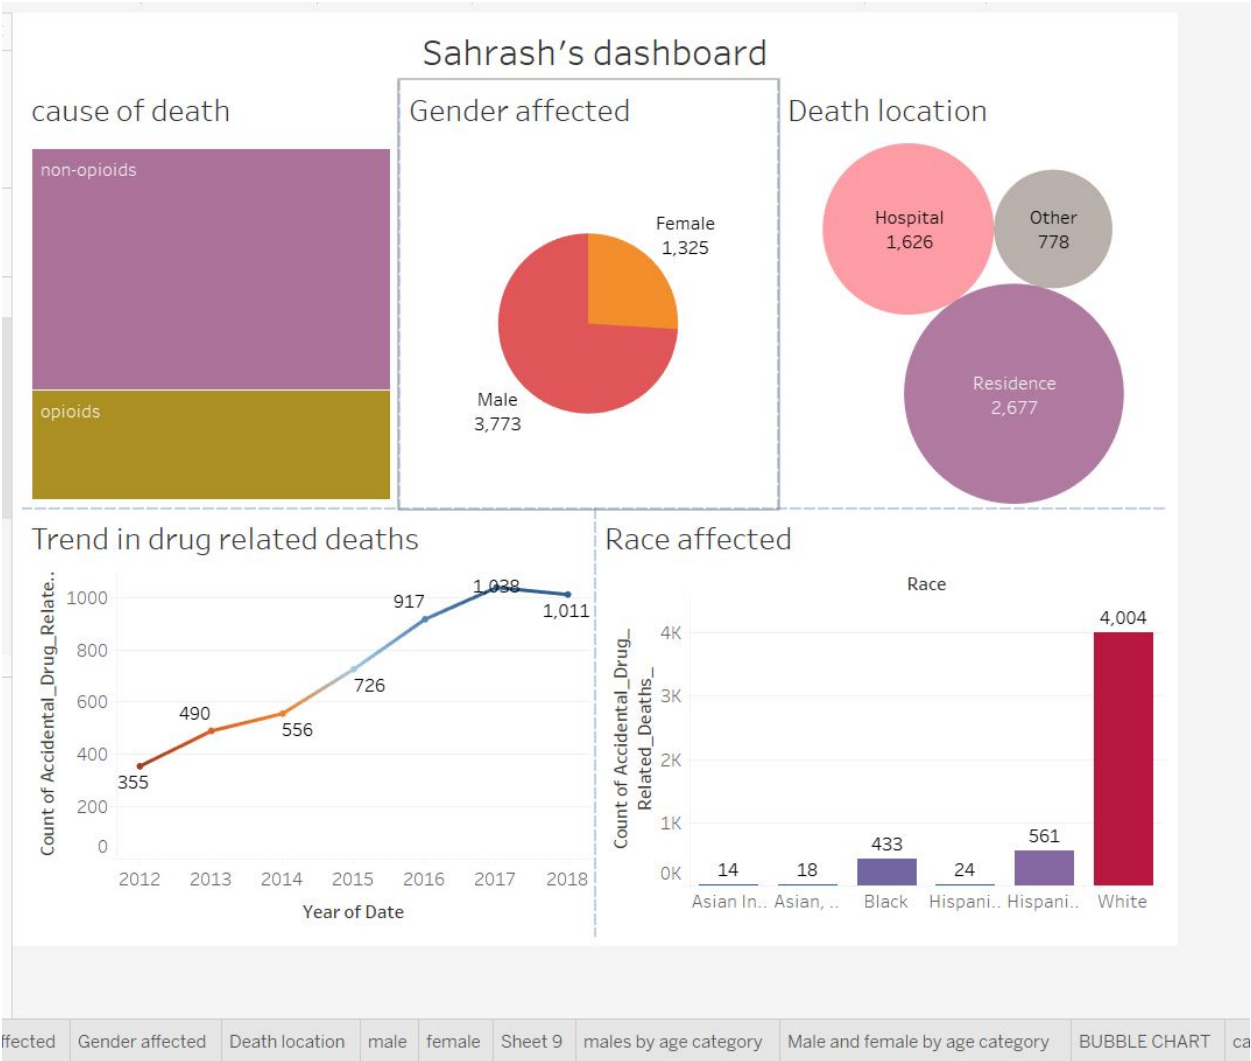 Sahrash's dashboard
cause of death
non-opioids
opioids
Gender affected
Female
1,325
Male
3,773
Death location
Hospital
1,626
Other
778
Residence
2,677
Trend in drug related deaths
Count of Accidental_Drug_Relate..
1000
800
600
400
200
0
355
490
556
726
917
1,038
1,011
2012 2013 2014 2015 2016 2017 2018
Year of Date
Race affected
Race
Count of Accidental_Drug_
Related_Deaths_
4K
3K
2K
1K
0K
14 18 433 24 561 4,004
Asian In.. Asian, .. Black Hispani.. Hispani.. White
ffected Gender affected Death location male female Sheet 9 males by age category Male and female by age category BUBBLE CHART ca